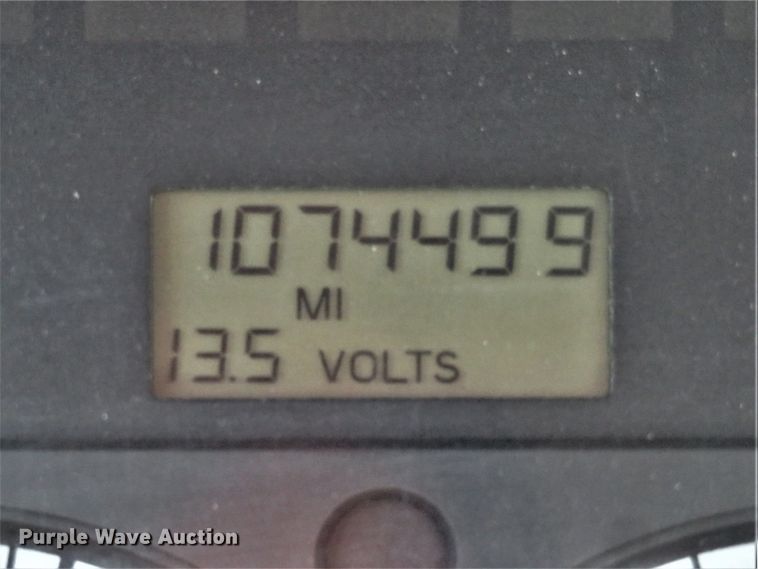 1074499
MI
13.5 VOLTS
Purple Wave Auction